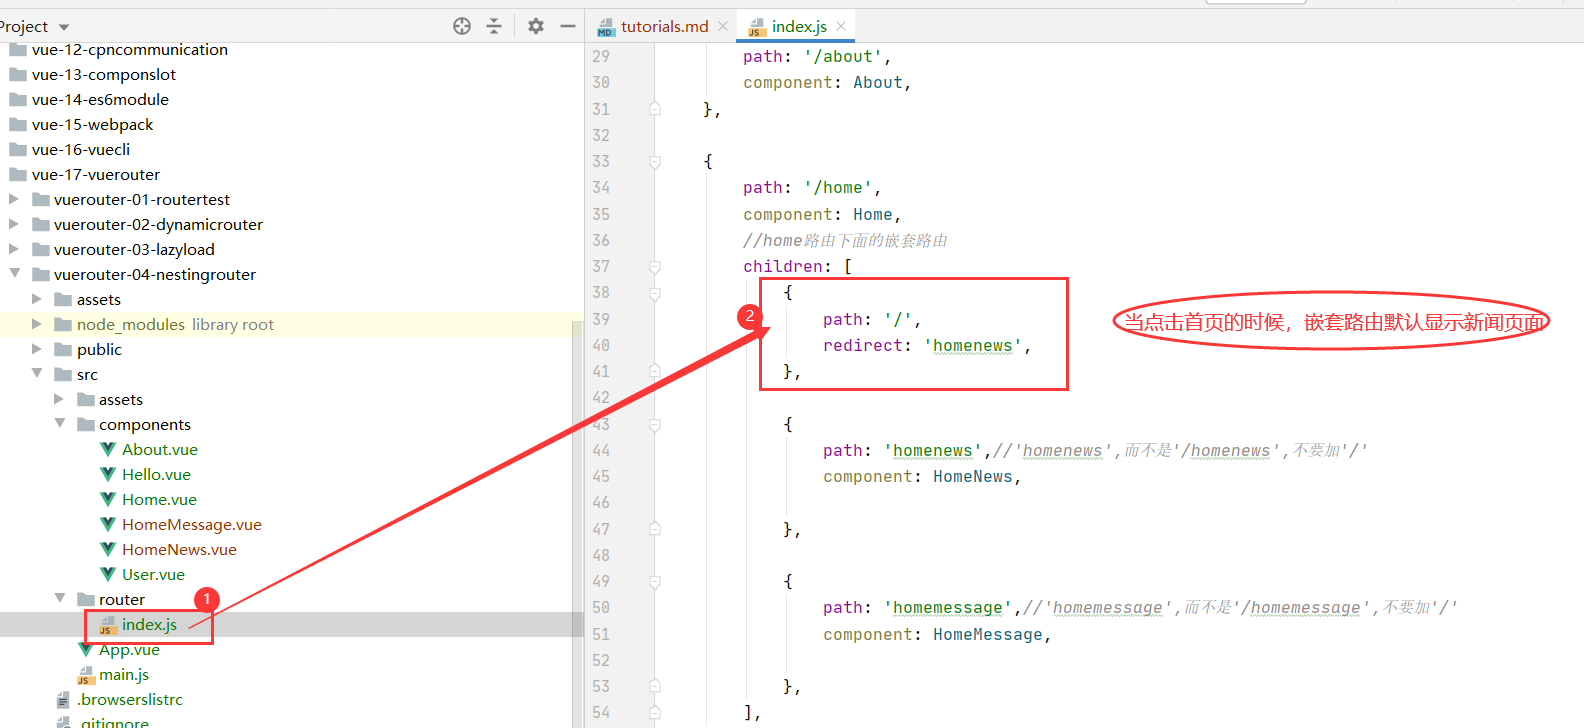 Project
tutorials.md
index.js
vue-12-cpncommunication
vue-13-componslot
vue-14-es6module
vue-15-webpack
vue-16-vuecli
vue-17-vuerouter
vuerouter-01-routertest
vuerouter-02-dynamicrouter
vuerouter-03-lazyload
vuerouter-04-nestingrouter
assets
node_modules library root
public
src
assets
components
About.vue
Hello.vue
Home.vue
HomeMessage.vue
HomeNews.vue
User.vue
router
1
index.js
App.vue
main.js
.browserslistrc
.gitignore
29 path: '/about',
30 component: About,
31 },
32
33 {
34 path: '/home',
35 component: Home,
36 //home路由下面的嵌套路由
37 children: [
38 {
2
39 path: '/',
40 redirect: 'homenews',
41 },
42
43 {
44 path: 'homenews',//'homenews',而不是'/homenews',不要加'/'
45 component: HomeNews,
46
47 },
48
49 {
50 path: 'homemessage',//'homemessage',而不是'/homemessage',不要加'/'
51 component: HomeMessage,
52
53 },
54 ],
当点击首页的时候，嵌套路由默认显示新闻页面